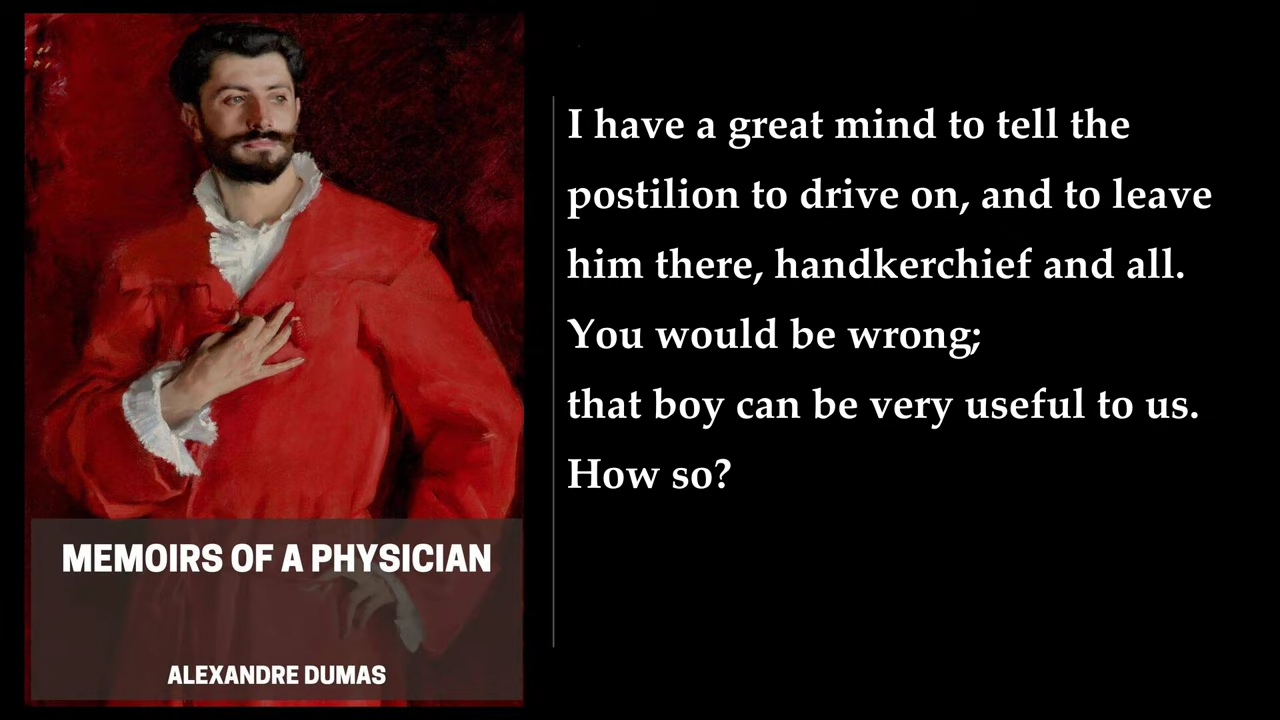 I have a great mind to tell the
postilion to drive on, and to leave
him there, handkerchief and all.
You would be wrong;
that boy can be very useful to us.
How so?
MEMOIRS OF A PHYSICIAN
ALEXANDRE DUMAS